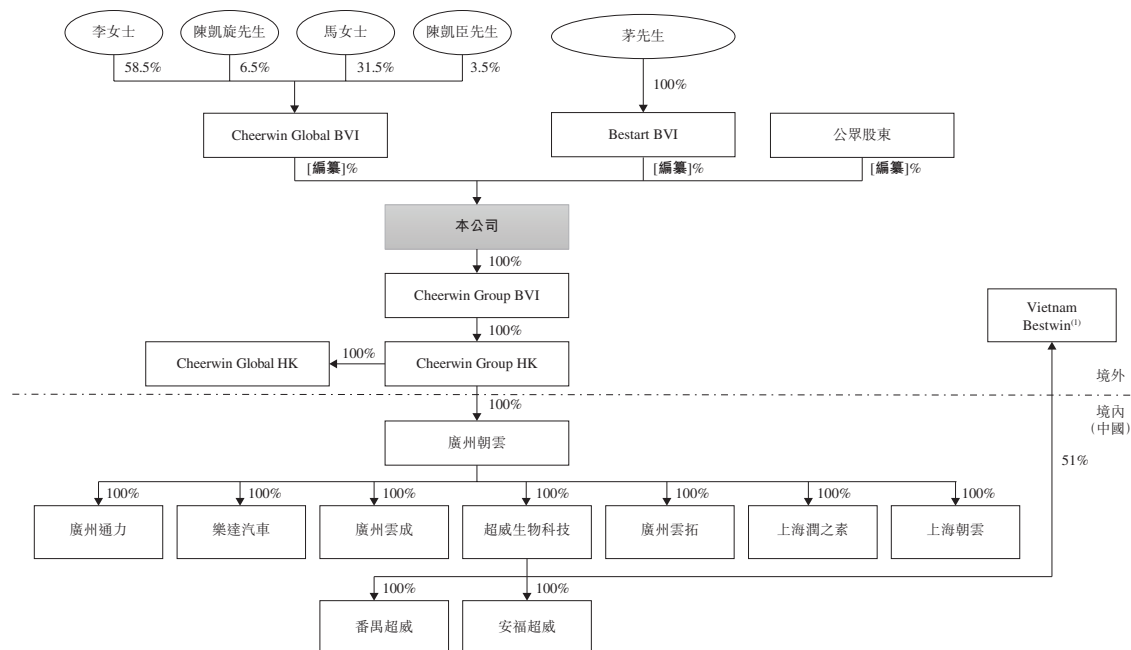 李女士
陳凱旋先生
馬女士
陳凱臣先生
茅先生
58.5%
6.5%
31.5%
3.5%
100%
Cheerwin Global BVI
Bestart BVI
公眾股東
[編纂]%
[編纂]%
[編纂]%
本公司
100%
Cheerwin Group BVI
Vietnam
Bestwin(1)
100%
Cheerwin Global HK
100%
Cheerwin Group HK
境外
100%
境內
(中國)
廣州朝雲
51%
100%
100%
100%
100%
100%
100%
100%
廣州通力
樂達汽車
廣州雲成
超威生物科技
廣州雲拓
上海潤之素
上海朝雲
100%
100%
番禺超威
安福超威